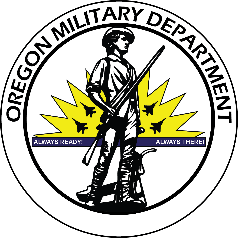 OREGON MILITARY DEPARTMENT
ALWAYS READY! ALWAYS THERE!